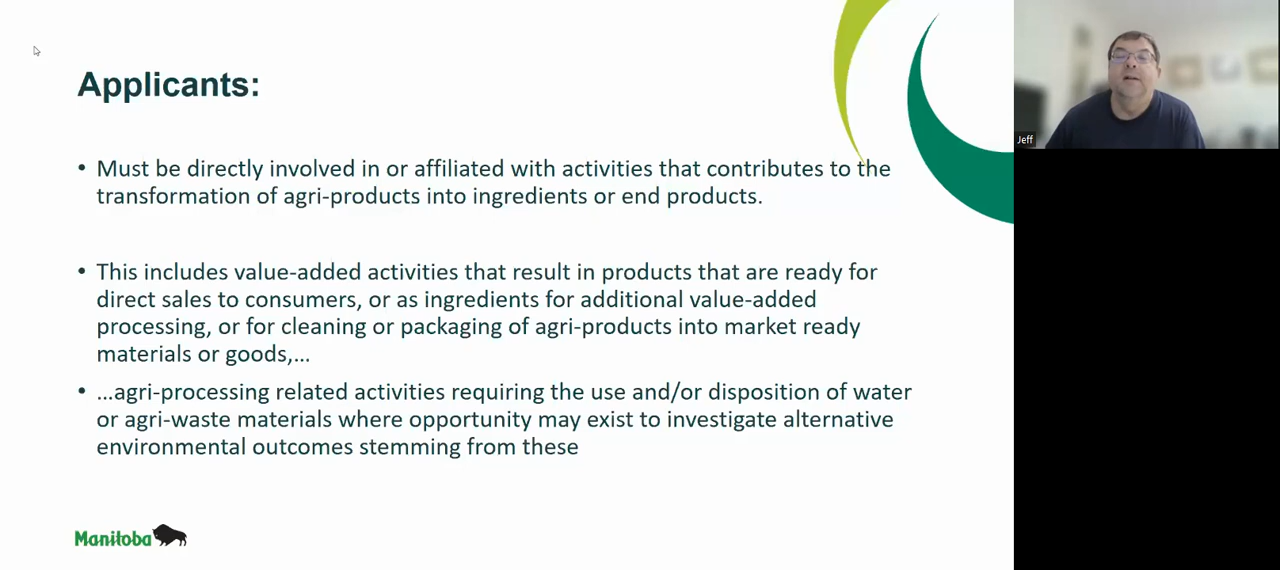 Applicants:
• Must be directly involved in or affiliated with activities that contributes to the
transformation of agri-products into ingredients or end products.
• This includes value-added activities that result in products that are ready for
direct sales to consumers, or as ingredients for additional value-added
processing, or for cleaning or packaging of agri-products into market ready
materials or goods,...
• ...agri-processing related activities requiring the use and/or disposition of water
or agri-waste materials where opportunity may exist to investigate alternative
environmental outcomes stemming from these
Manitoba
Jeff